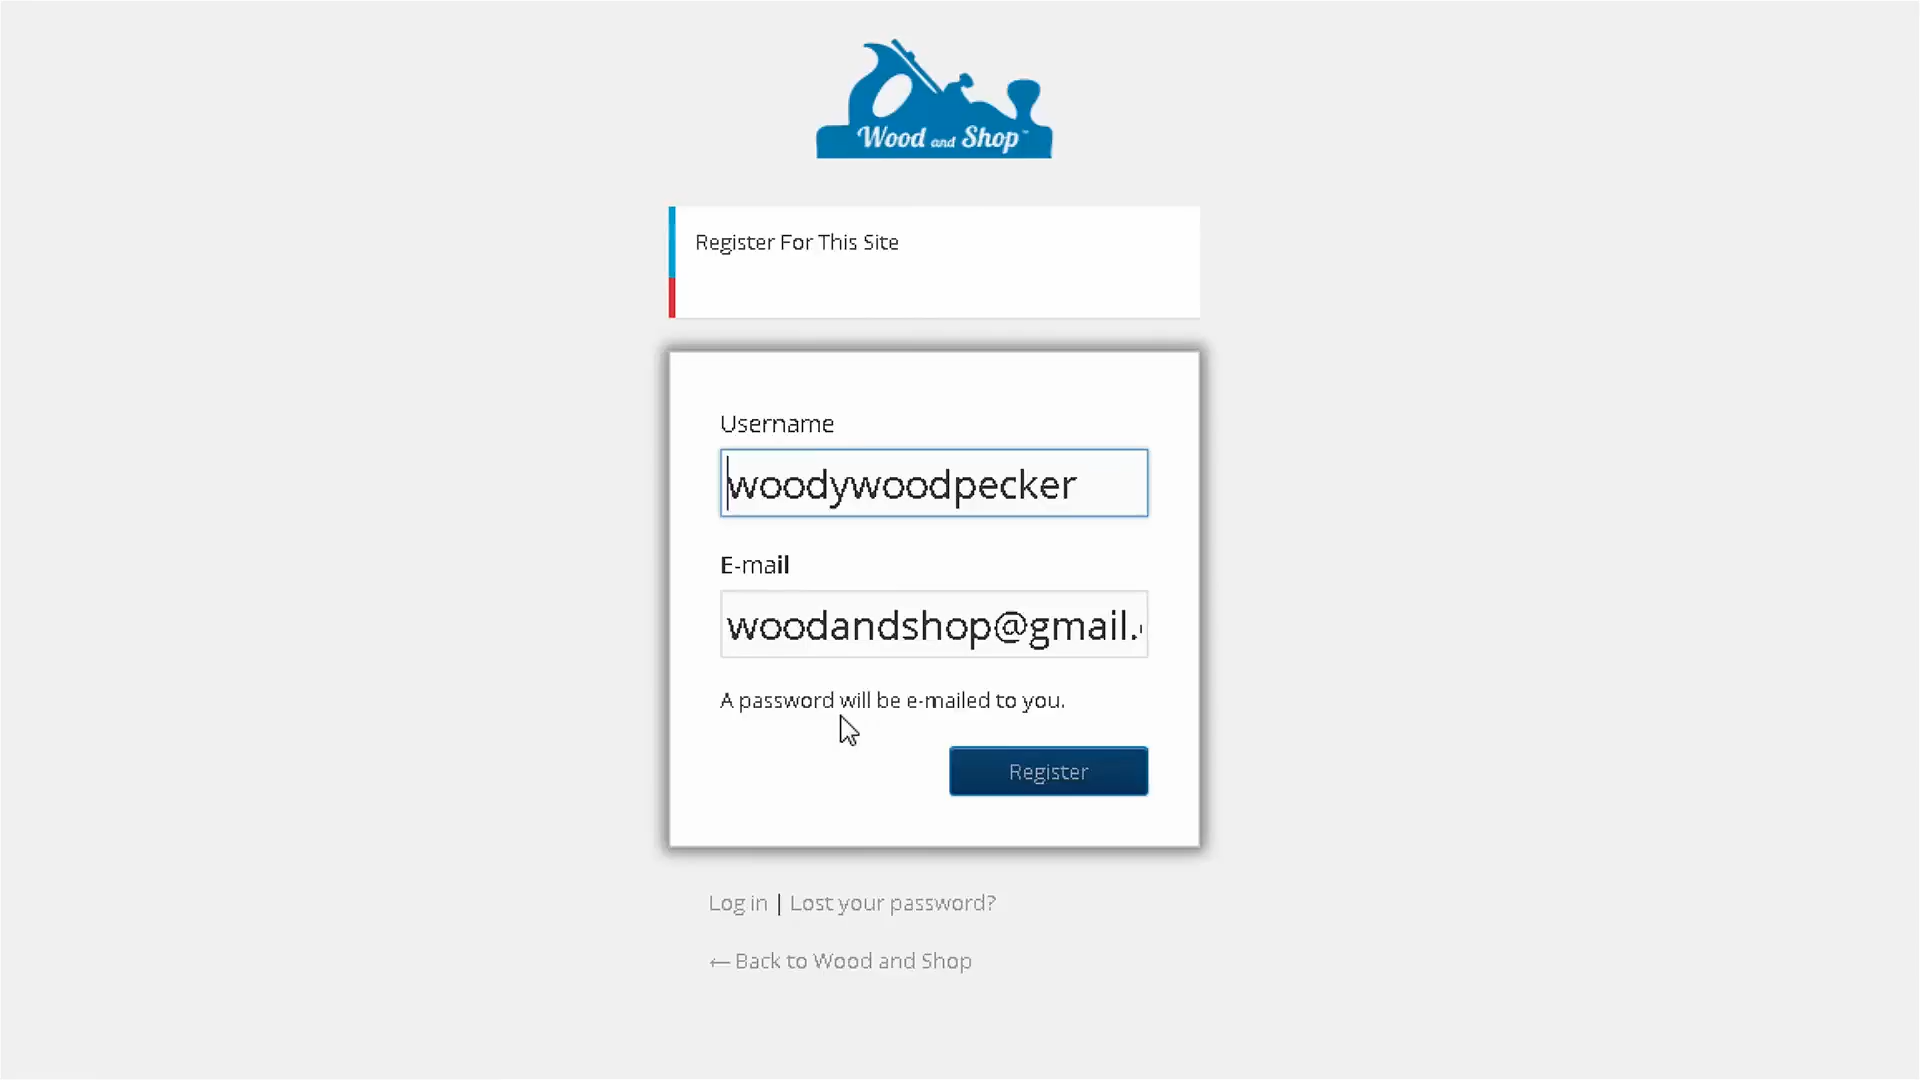 Wood and Shop™
Register For This Site
Username
woodywoodpecker
E-mail
woodandshop@gmail.
A password will be e-mailed to you.
Register
Log in | Lost your password?
← Back to Wood and Shop